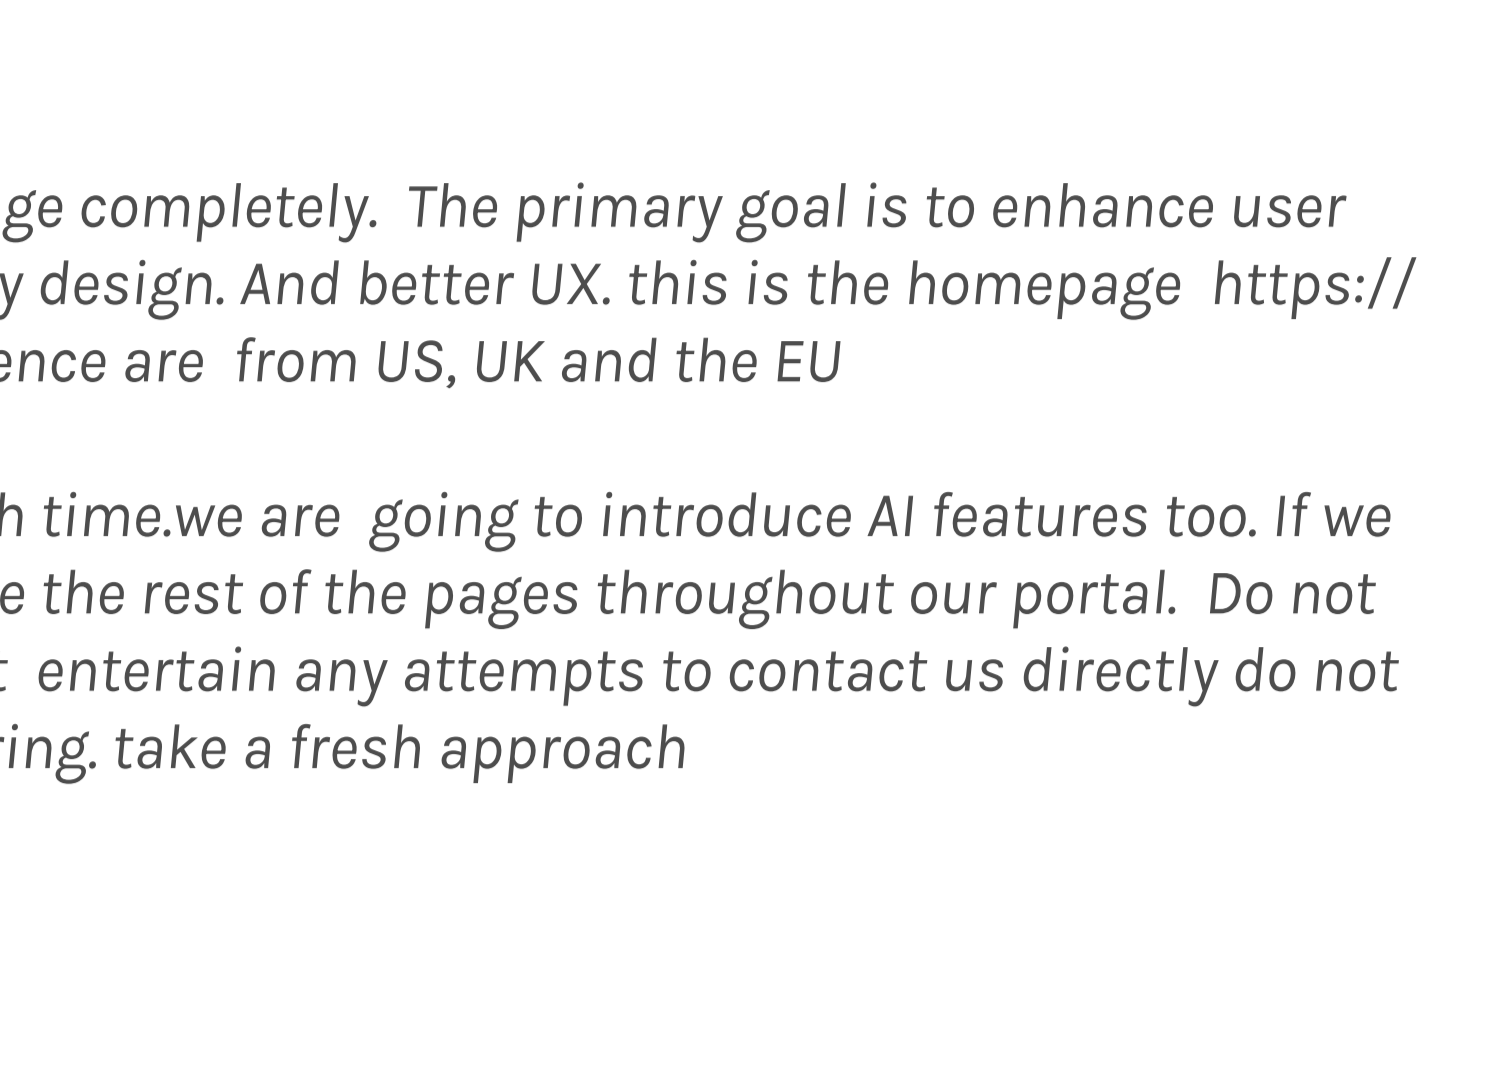 ge completely.  The primary goal is to enhance user
y design. And better UX. this is the homepage  https://
ence are  from US, UK and the EU
h time.we are  going to introduce AI features too. If we
e the rest of the pages throughout our portal.  Do not
t  entertain any attempts to contact us directly do not
ring. take a fresh approach